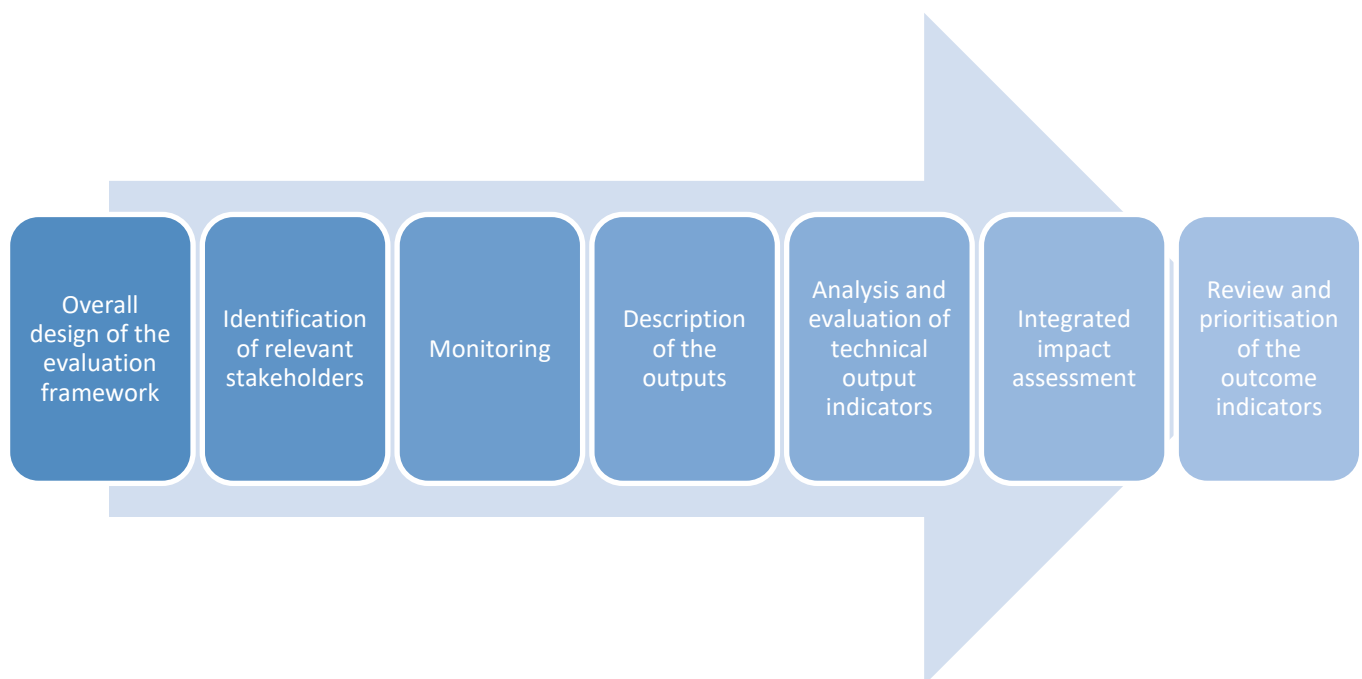 Overall
design of the
evaluation
framework
Identification
of relevant
stakeholders
Monitoring
Description
of the
outputs
Analysis and
evaluation of
technical
output
indicators
Integrated
impact
assessment
Review and
prioritisation
of the
outcome
indicators